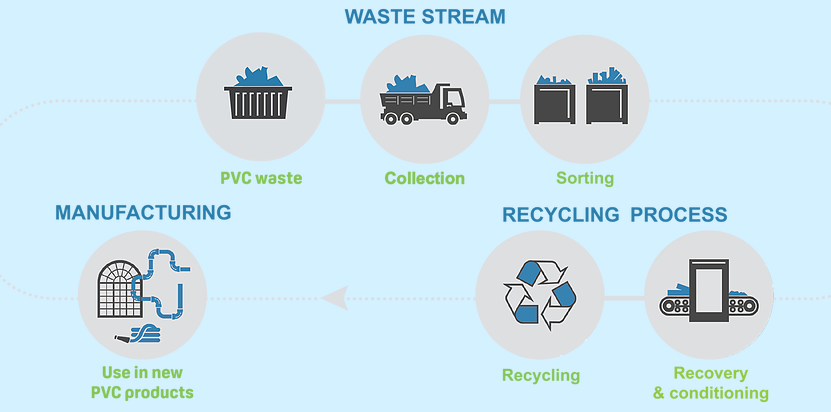 WASTE STREAM
PVC waste
Collection
Sorting
MANUFACTURING
RECYCLING PROCESS
Use in new
PVC products
Recycling
Recovery
& conditioning